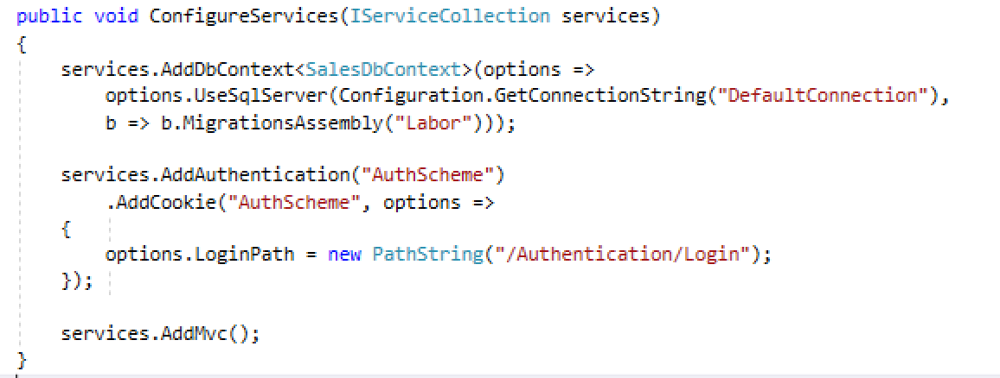 public void ConfigureServices(IServiceCollection services)
{
    services.AddDbContext<SalesDbContext>(options =>
        options.UseSqlServer(Configuration.GetConnectionString("DefaultConnection"),
        b => b.MigrationsAssembly("Labor")));

    services.AddAuthentication("AuthScheme")
        .AddCookie("AuthScheme", options =>
    {
        options.LoginPath = new PathString("/Authentication/Login");
    });

    services.AddMvc();
}